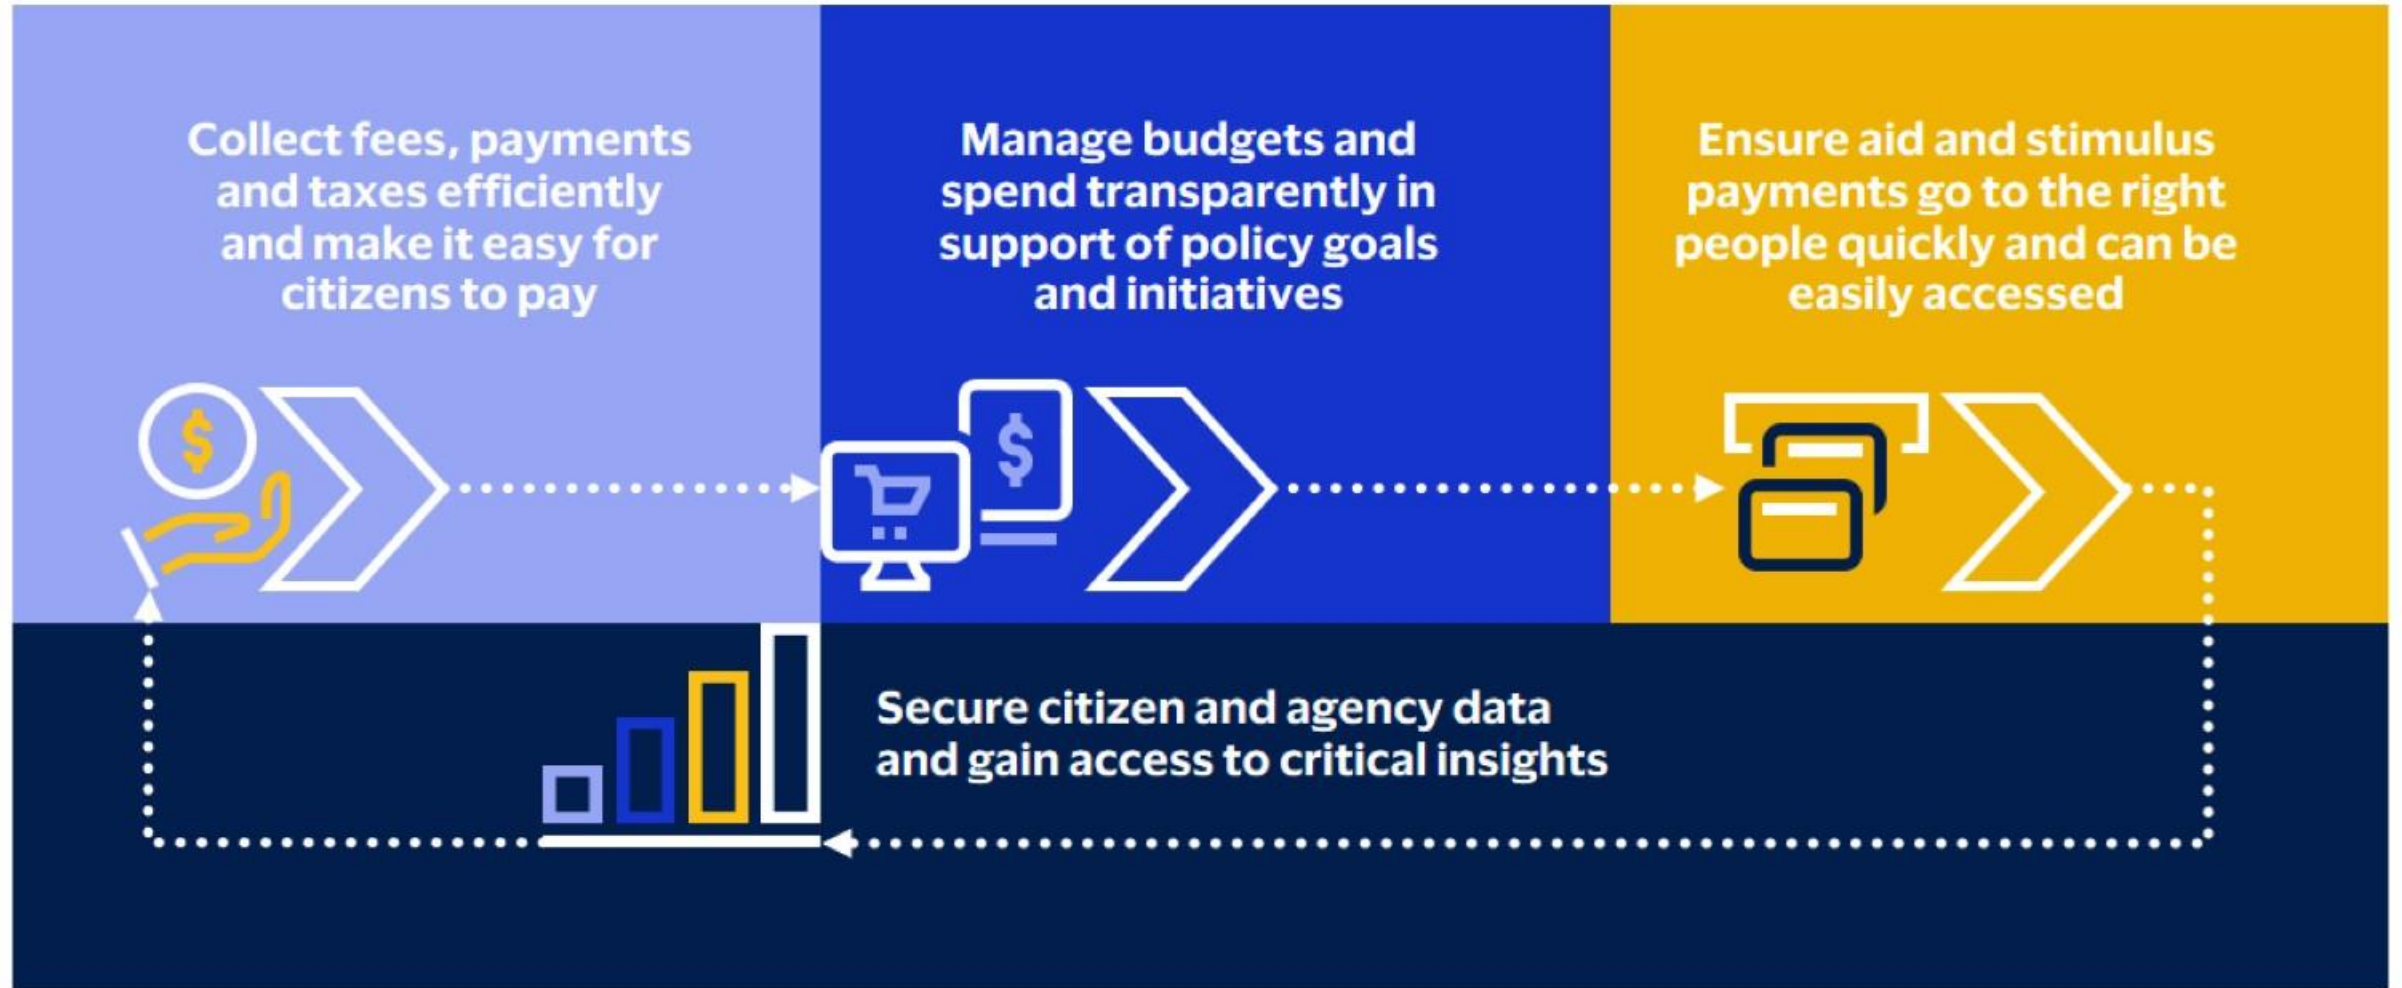 Collect fees, payments
and taxes efficiently
and make it easy for
citizens to pay
Manage budgets and
spend transparently in
support of policy goals
and initiatives
Ensure aid and stimulus
payments go to the right
people quickly and can be
easily accessed
$
$
Secure citizen and agency data
and gain access to critical insights